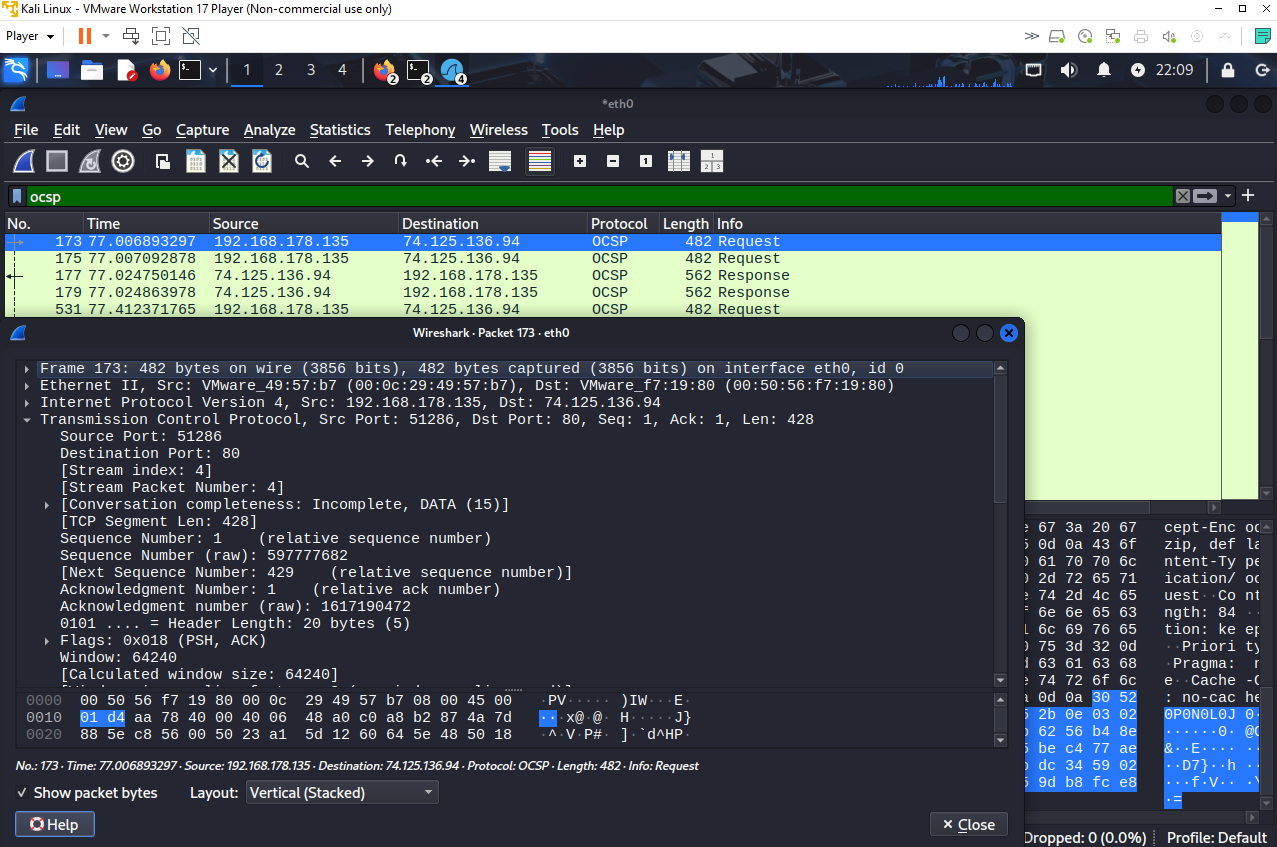 Kali Linux - VMware Workstation 17 Player (Non-commercial use only)
Player
1 2 3 4 2 2 4 22:09
*eth0
File Edit View Go Capture Analyze Statistics Telephony Wireless Tools Help
ocsp
No. Time Source Destination Protocol Length Info
173 77.006893297 192.168.178.135 74.125.136.94 OCSP 482 Request
175 77.007092878 192.168.178.135 74.125.136.94 OCSP 482 Request
177 77.024750146 74.125.136.94 192.168.178.135 OCSP 562 Response
179 77.024863978 74.125.136.94 192.168.178.135 OCSP 562 Response
531 77.412371765 192.168.178.135 74.125.136.94 OCSP 482 Request
Wireshark · Packet 173 · eth0
Frame 173: 482 bytes on wire (3856 bits), 482 bytes captured (3856 bits) on interface eth0, id 0
Ethernet II, Src: VMware_49:57:b7 (00:0c:29:49:57:b7), Dst: VMware_f7:19:80 (00:50:56:f7:19:80)
Internet Protocol Version 4, Src: 192.168.178.135, Dst: 74.125.136.94
Transmission Control Protocol, Src Port: 51286, Dst Port: 80, Seq: 1, Ack: 1, Len: 428
Source Port: 51286
Destination Port: 80
[Stream index: 4]
[Stream Packet Number: 4]
[Conversation completeness: Incomplete, DATA (15)]
[TCP Segment Len: 428]
Sequence Number: 1    (relative sequence number)
Sequence Number (raw): 597777682
[Next Sequence Number: 429    (relative sequence number)]
Acknowledgment Number: 1    (relative ack number)
Acknowledgment number (raw): 1617190472
0101 .... = Header Length: 20 bytes (5)
Flags: 0x018 (PSH, ACK)
Window: 64240
[Calculated window size: 64240]
0000 00 50 56 f7 19 80 00 0c 29 49 57 b7 08 00 45 00 ·PV····· )IW···E·
0010 01 d4 aa 78 40 00 40 06 48 a0 c0 a8 b2 87 4a 7d ···x@·@· H·····J}
0020 88 5e c8 56 00 50 23 a1 5d 12 60 64 5e 48 50 18 ·^·V·P#· ]·`d^HP·
No.: 173 · Time: 77.006893297 · Source: 192.168.178.135 · Destination: 74.125.136.94 · Protocol: OCSP · Length: 482 · Info: Request
Show packet bytes Layout: Vertical (Stacked)
Help Close
67 3a 20 67 cept-Enc
0d 0a 43 6f zip, def la
61 70 70 6c ntent-Ty pe
2d 72 65 71 ication/ oc
74 2d 4c 65 uest··Co nt
6e 6e 65 63 ngth: 84 ··
6c 69 76 65 tion: ke ep
75 3d 32 0d ··Priori ty
63 61 63 68 Pragma: n
74 72 6f 6c e··Cache -C
0d 0a 30 52 : no-cac he
2b 0e 03 02 0P0N0L0J 0
62 56 b4 8e ······0· @
be c4 77 ae &··E····
dc 34 59 02 ··D7}··h
9d b8 fc e8 ···f·V··
·=
Dropped: 0 (0.0%) Profile: Default